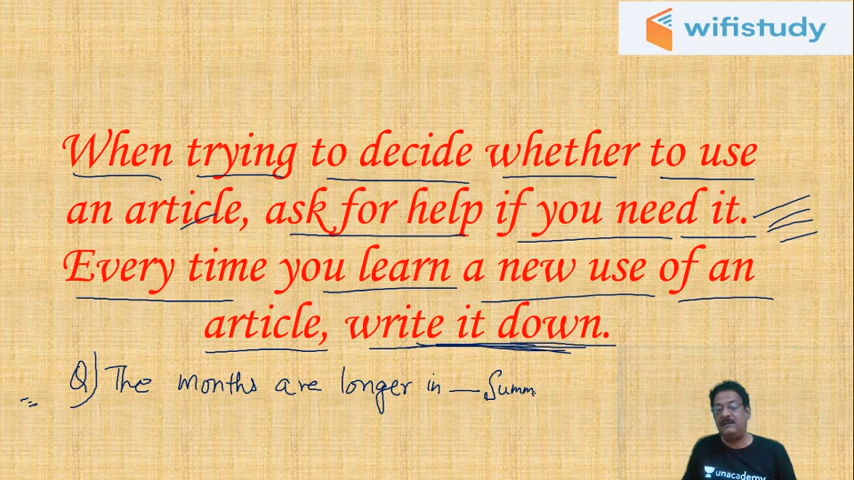 wifistudy
When trying to decide whether to use
an article, ask for help if you need it.
Every time you learn a new use of an
article, write it down.
Q) The months are longer in — Summ
unacademy